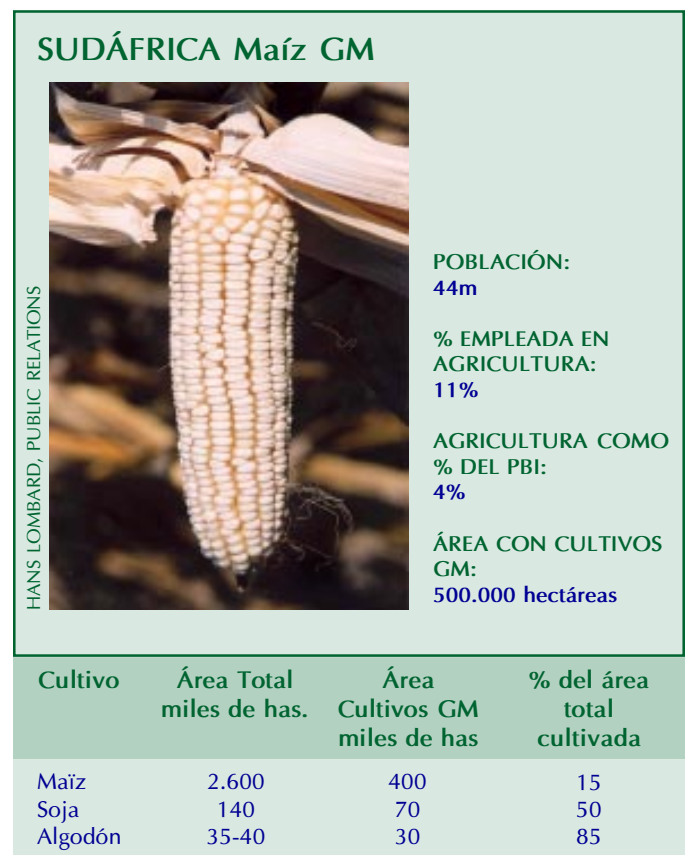 SUDÁFRICA Maíz GM
HANS LOMBARD, PUBLIC RELATIONS
POBLACIÓN:
44m
% EMPLEADA EN
AGRICULTURA:
11%
AGRICULTURA COMO
% DEL PBI:
4%
ÁREA CON CULTIVOS
GM:
500.000 hectáreas
Cultivo Área Total Área % del área
miles de has. Cultivos GM total
miles de has cultivada
Maïz 2.600 400 15
Soja 140 70 50
Algodón 35-40 30 85